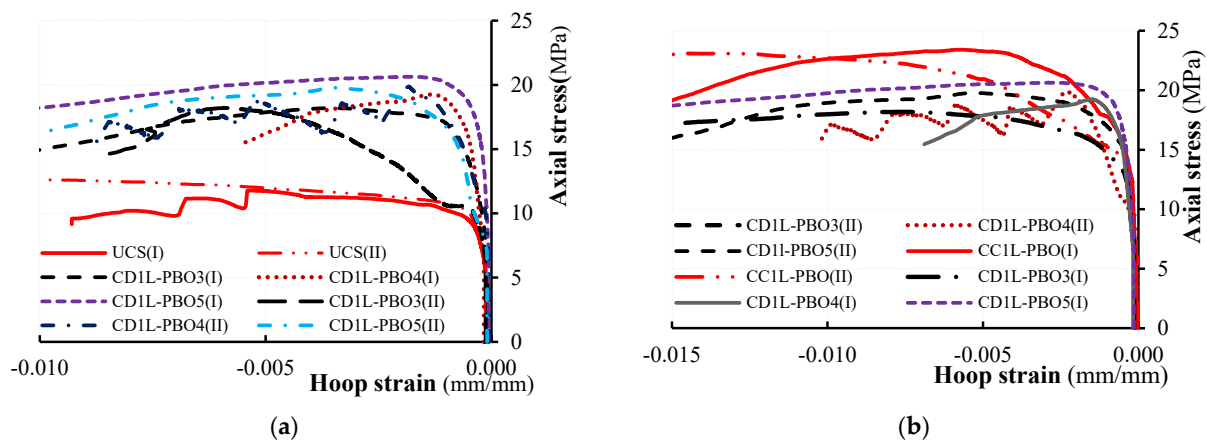 25
20
15
10
5
0
Axial stress(MPa)
UCS(I)
UCS(II)
CD1L-PBO3(I)
CD1L-PBO4(I)
CD1L-PBO5(I)
CD1L-PBO3(II)
CD1L-PBO4(II)
CD1L-PBO5(II)
-0.010
-0.005
0.000
Hoop strain (mm/mm)
(a)
25
20
15
10
5
0
Axial stress (MPa)
CD1L-PBO3(II)
CD1L-PBO4(II)
CD1l-PBO5(II)
CC1L-PBO(I)
CC1L-PBO(II)
CD1L-PBO3(I)
CD1L-PBO4(I)
CD1L-PBO5(I)
-0.015
-0.010
-0.005
0.000
Hoop strain (mm/mm)
(b)